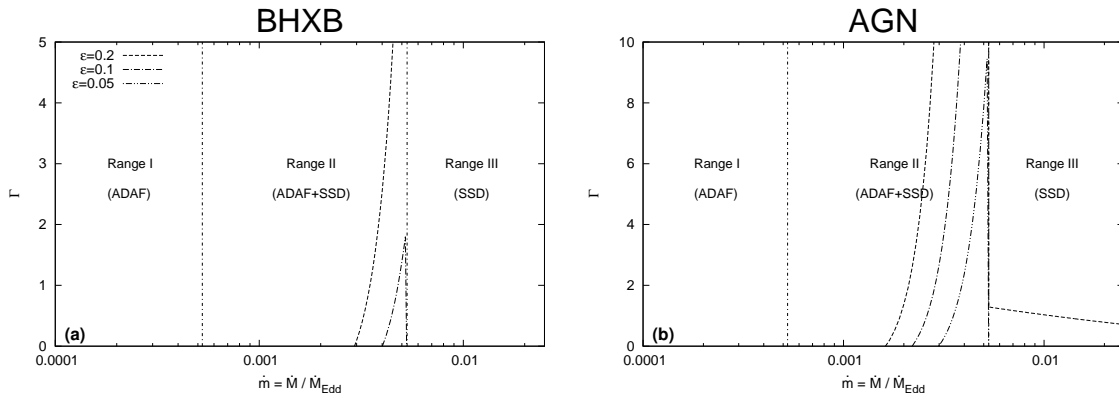 BHXB
5
4
3
2
1
0
Γ
ε=0.2
ε=0.1
ε=0.05
Range I
(ADAF)
Range II
(ADAF+SSD)
Range III
(SSD)
(a)
0.0001
0.001
0.01
ṁ = Ṁ / Ṁ_Edd
AGN
10
8
6
4
2
0
Γ
Range I
(ADAF)
Range II
(ADAF+SSD)
Range III
(SSD)
(b)
0.0001
0.001
0.01
ṁ = Ṁ / Ṁ_Edd